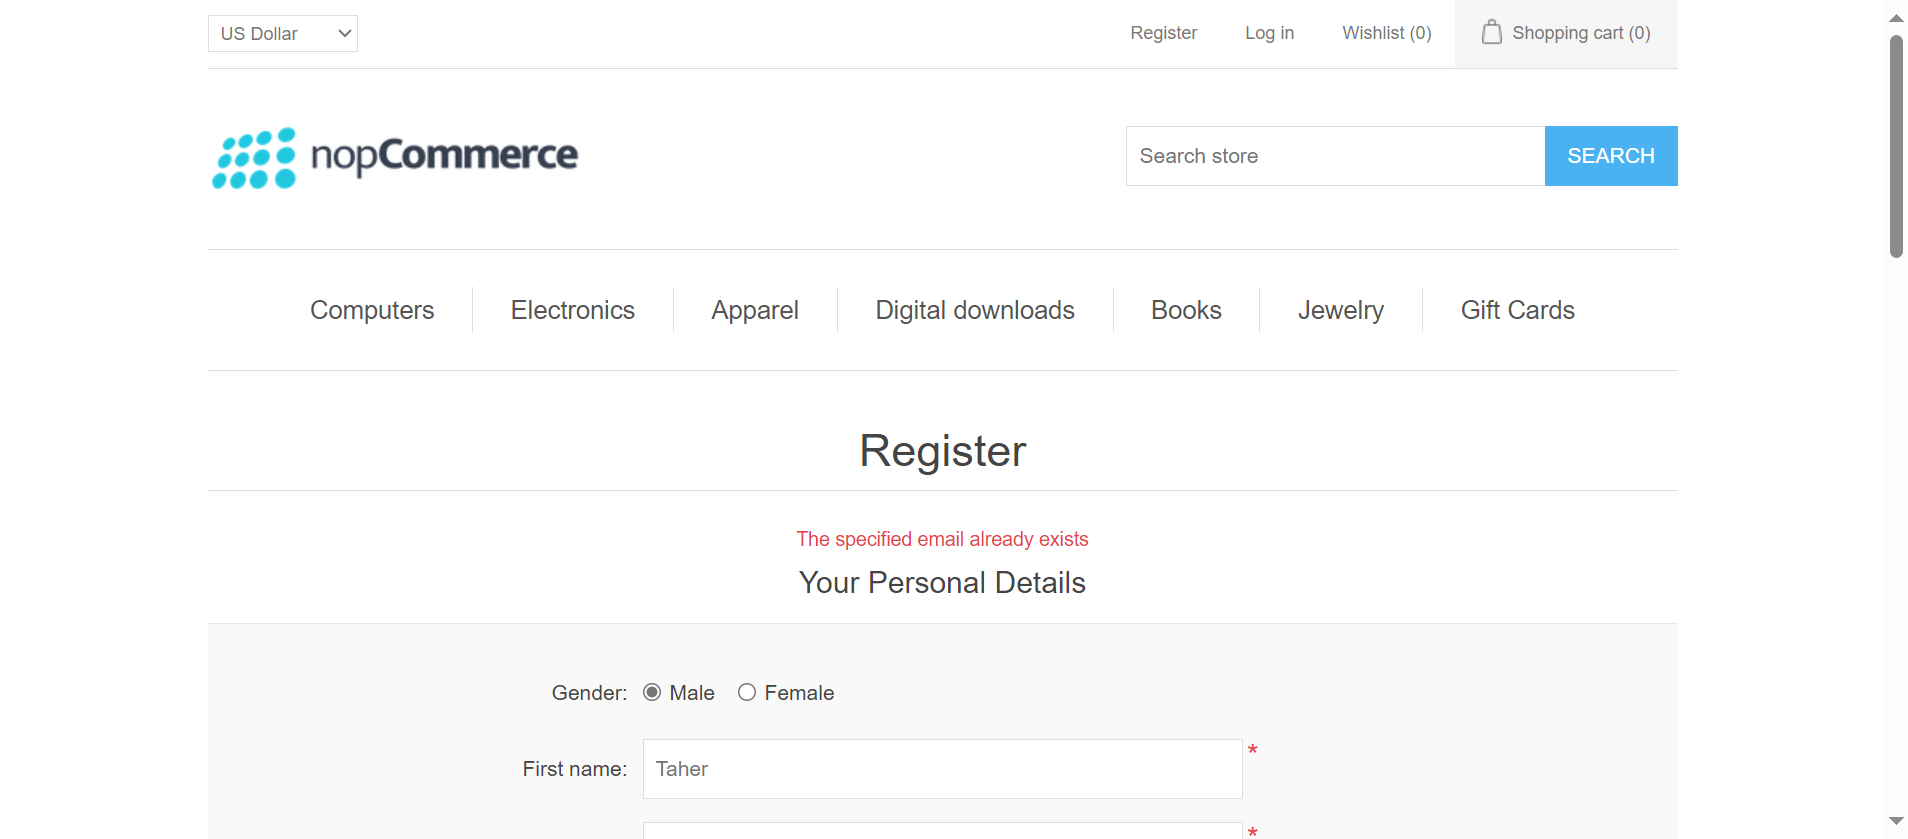 US Dollar
Register
Log in
Wishlist (0)
Shopping cart (0)
nopCommerce
Search store
SEARCH
Computers
Electronics
Apparel
Digital downloads
Books
Jewelry
Gift Cards
Register
The specified email already exists
Your Personal Details
Gender: Male Female
First name: Taher *
*